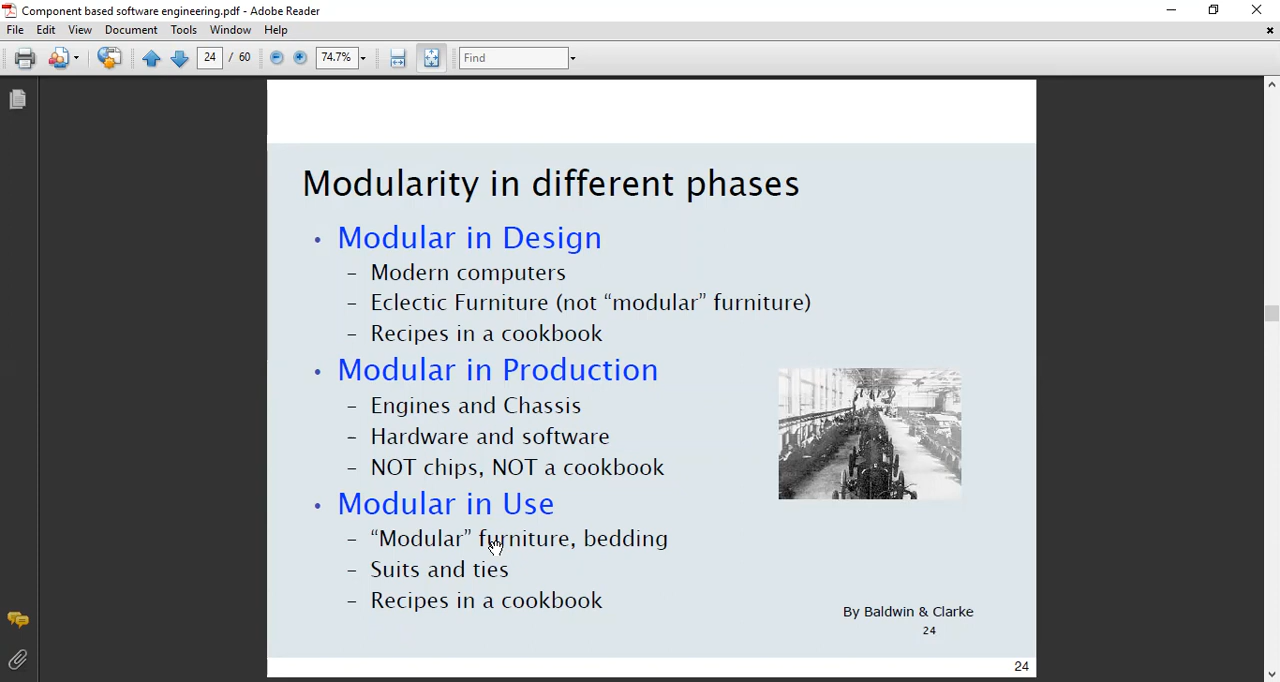 Component based software engineering.pdf - Adobe Reader
File Edit View Document Tools Window Help
24 / 60 74.7% Find
Modularity in different phases
• Modular in Design
– Modern computers
– Eclectic Furniture (not “modular” furniture)
– Recipes in a cookbook
• Modular in Production
– Engines and Chassis
– Hardware and software
– NOT chips, NOT a cookbook
• Modular in Use
– “Modular” furniture, bedding
– Suits and ties
– Recipes in a cookbook
By Baldwin & Clarke
24
24